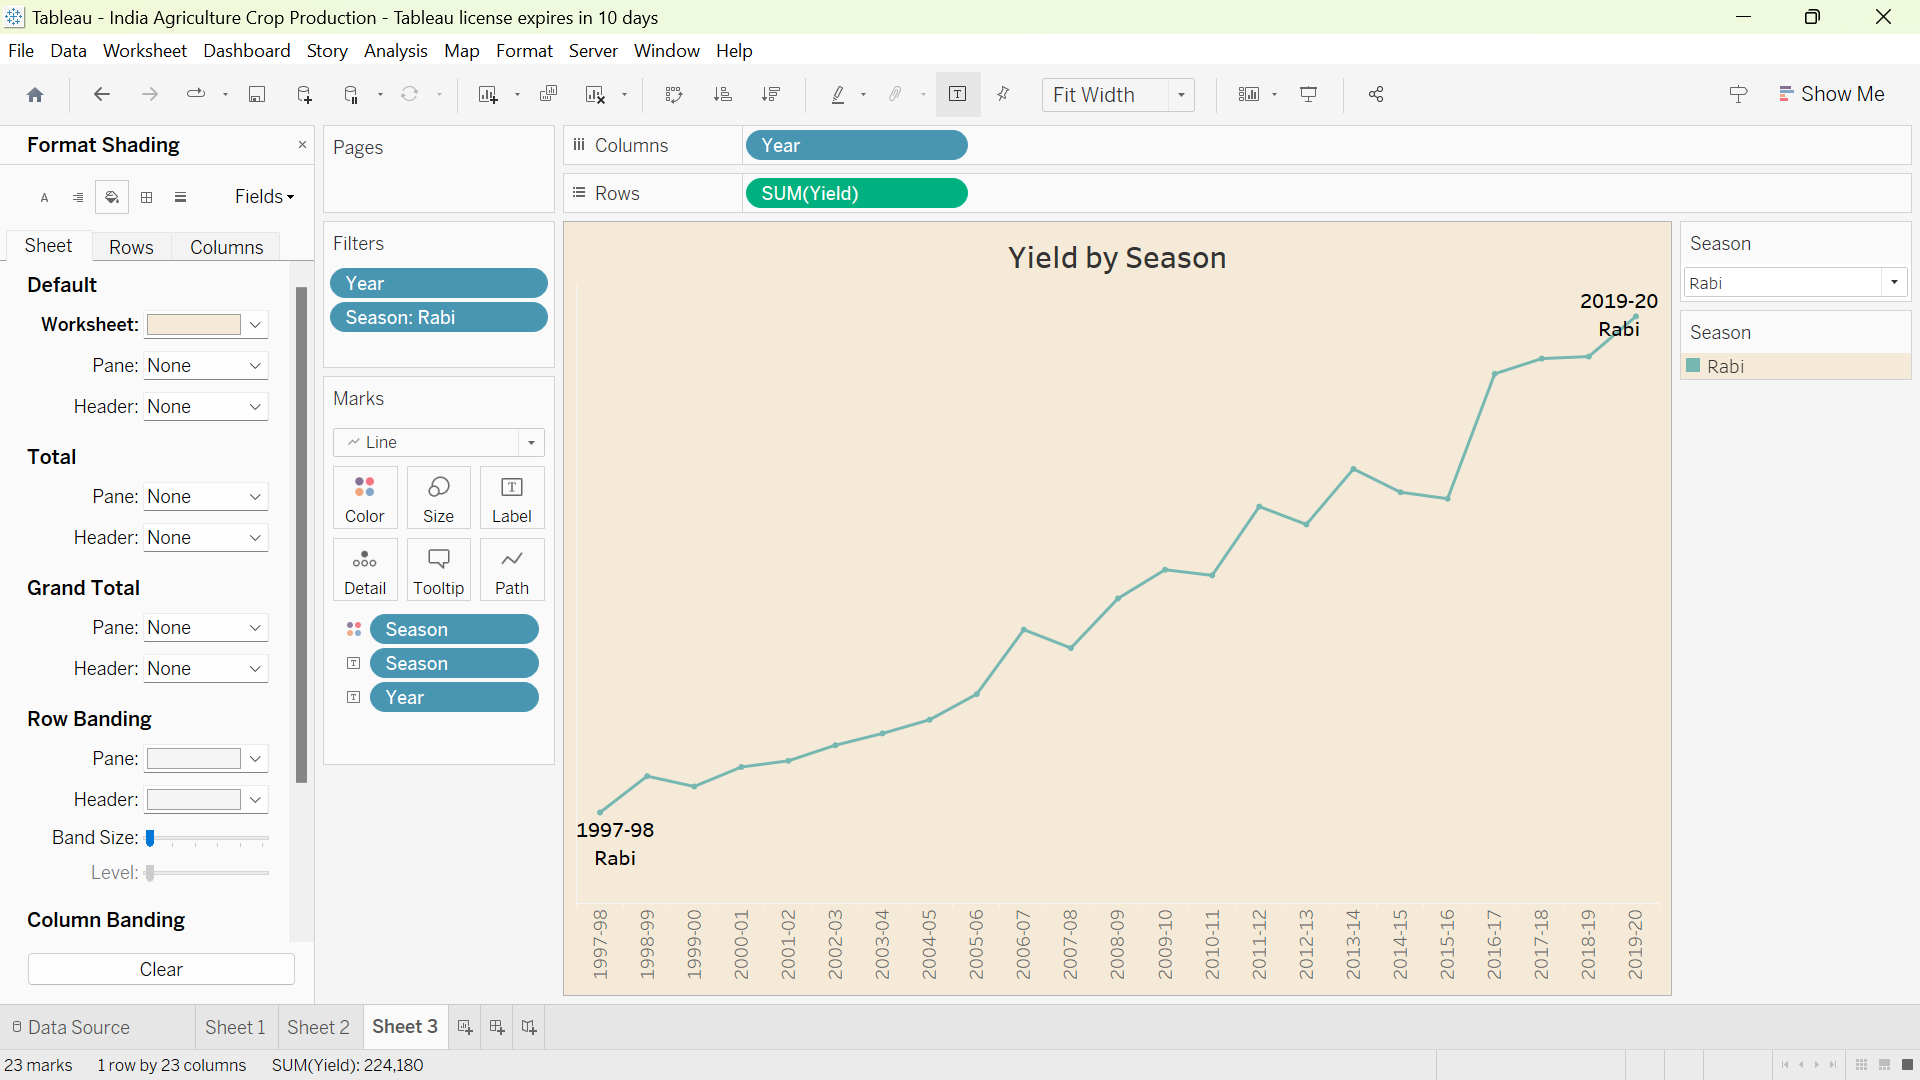 Tableau - India Agriculture Crop Production - Tableau license expires in 10 days
File Data Worksheet Dashboard Story Analysis Map Format Server Window Help
Fit Width
Show Me
Format Shading
A
Fields
Sheet Rows Columns
Default
Worksheet:
Pane: None
Header: None
Total
Pane: None
Header: None
Grand Total
Pane: None
Header: None
Row Banding
Pane:
Header:
Band Size:
Level:
Column Banding
Clear
Pages
Filters
Year
Season: Rabi
Marks
Line
Color Size Label
Detail Tooltip Path
Season
Season
Year
Columns Year
Rows SUM(Yield)
Yield by Season
2019-20
Rabi
1997-98
Rabi
1997-98
1998-99
1999-00
2000-01
2001-02
2002-03
2003-04
2004-05
2005-06
2006-07
2007-08
2008-09
2009-10
2010-11
2011-12
2012-13
2013-14
2014-15
2015-16
2016-17
2017-18
2018-19
2019-20
Season
Rabi
Season
Rabi
Data Source Sheet 1 Sheet 2 Sheet 3
23 marks 1 row by 23 columns SUM(Yield): 224,180